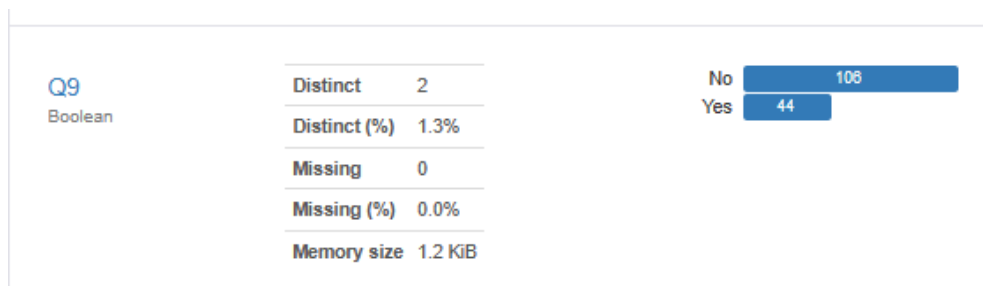 Q9
Boolean
Distinct 2
Distinct (%) 1.3%
Missing 0
Missing (%) 0.0%
Memory size 1.2 KiB
No 106
Yes 44